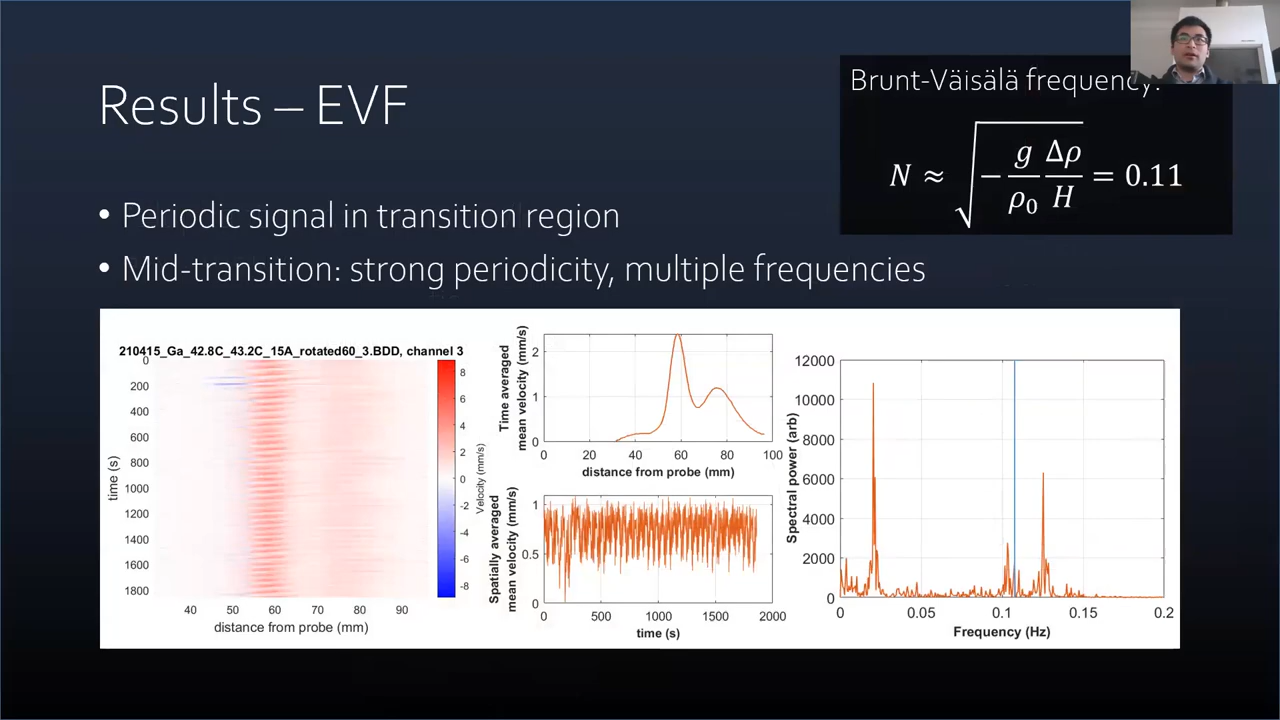 Results – EVF
Brunt-Väisälä frequency:
N ≈ √(−g/ρ₀ Δρ/H) = 0.11
• Periodic signal in transition region
• Mid-transition: strong periodicity, multiple frequencies
210415_Ga_42.8C_43.2C_15A_rotated60_3.BDD, channel 3
time (s)
0
200
400
600
800
1000
1200
1400
1600
1800
40 50 60 70 80 90
distance from probe (mm)
8
6
4
2
0
-2
-4
-6
-8
Velocity (mm/s)
Time averaged
mean velocity (mm/s)
2
1
0
0 20 40 60 80 100
distance from probe (mm)
Spatially averaged
mean velocity (mm/s)
1
0.5
0
0 500 1000 1500 2000
time (s)
Spectral power (arb)
12000
10000
8000
6000
4000
2000
0
0 0.05 0.1 0.15 0.2
Frequency (Hz)